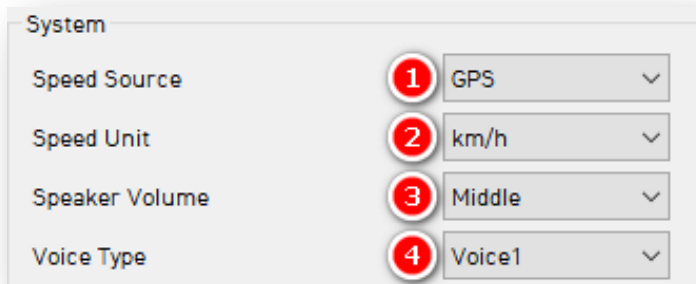 System
Speed Source 1 GPS
Speed Unit 2 km/h
Speaker Volume 3 Middle
Voice Type 4 Voice1